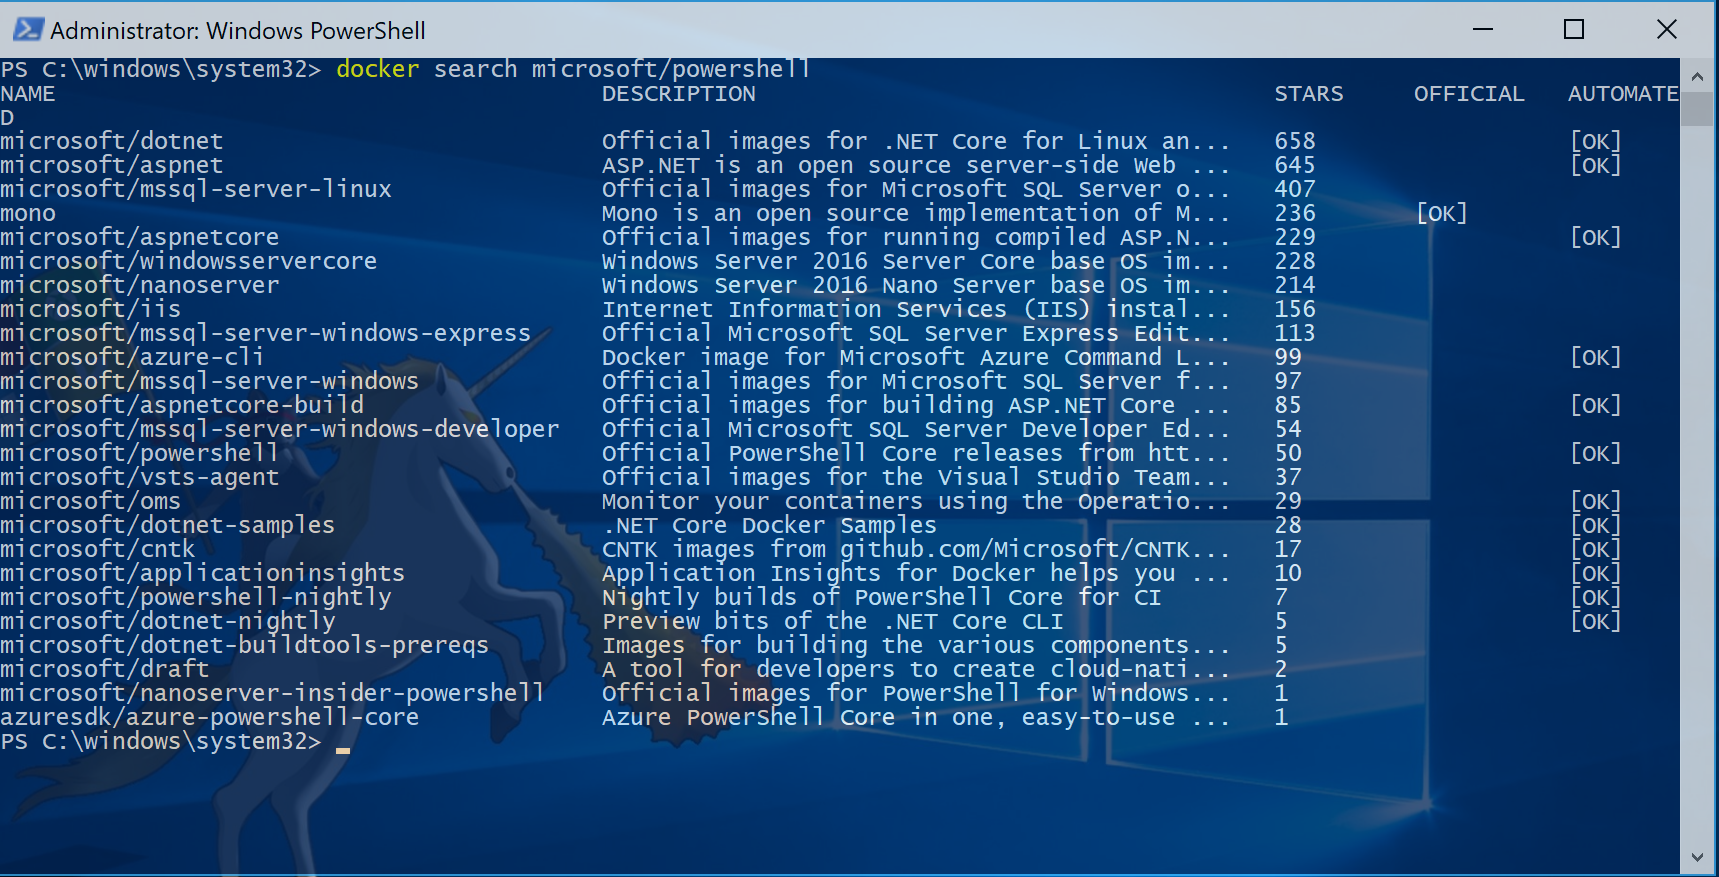 Administrator: Windows PowerShell
PS C:\windows\system32> docker search microsoft/powershell
NAME DESCRIPTION STARS OFFICIAL AUTOMATE
D
microsoft/dotnet Official images for .NET Core for Linux an... 658 [OK]
microsoft/aspnet ASP.NET is an open source server-side Web ... 645 [OK]
microsoft/mssql-server-linux Official images for Microsoft SQL Server o... 407
mono Mono is an open source implementation of M... 236 [OK]
microsoft/aspnetcore Official images for running compiled ASP.N... 229 [OK]
microsoft/windowsservercore Windows Server 2016 Server Core base OS im... 228
microsoft/nanoserver Windows Server 2016 Nano Server base OS im... 214
microsoft/iis Internet Information Services (IIS) instal... 156
microsoft/mssql-server-windows-express Official Microsoft SQL Server Express Edit... 113
microsoft/azure-cli Docker image for Microsoft Azure Command L... 99 [OK]
microsoft/mssql-server-windows Official images for Microsoft SQL Server f... 97
microsoft/aspnetcore-build Official images for building ASP.NET Core ... 85 [OK]
microsoft/mssql-server-windows-developer Official Microsoft SQL Server Developer Ed... 54
microsoft/powershell Official PowerShell Core releases from htt... 50 [OK]
microsoft/vsts-agent Official images for the Visual Studio Team... 37
microsoft/oms Monitor your containers using the Operatio... 29 [OK]
microsoft/dotnet-samples .NET Core Docker Samples 28 [OK]
microsoft/cntk CNTK images from github.com/Microsoft/CNTK... 17 [OK]
microsoft/applicationinsights Application Insights for Docker helps you ... 10 [OK]
microsoft/powershell-nightly Nightly builds of PowerShell Core for CI 7 [OK]
microsoft/dotnet-nightly Preview bits of the .NET Core CLI 5 [OK]
microsoft/dotnet-buildtools-prereqs Images for building the various components... 5
microsoft/draft A tool for developers to create cloud-nati... 2
microsoft/nanoserver-insider-powershell Official images for PowerShell for Windows... 1
azuresdk/azure-powershell-core Azure PowerShell Core in one, easy-to-use ... 1
PS C:\windows\system32>